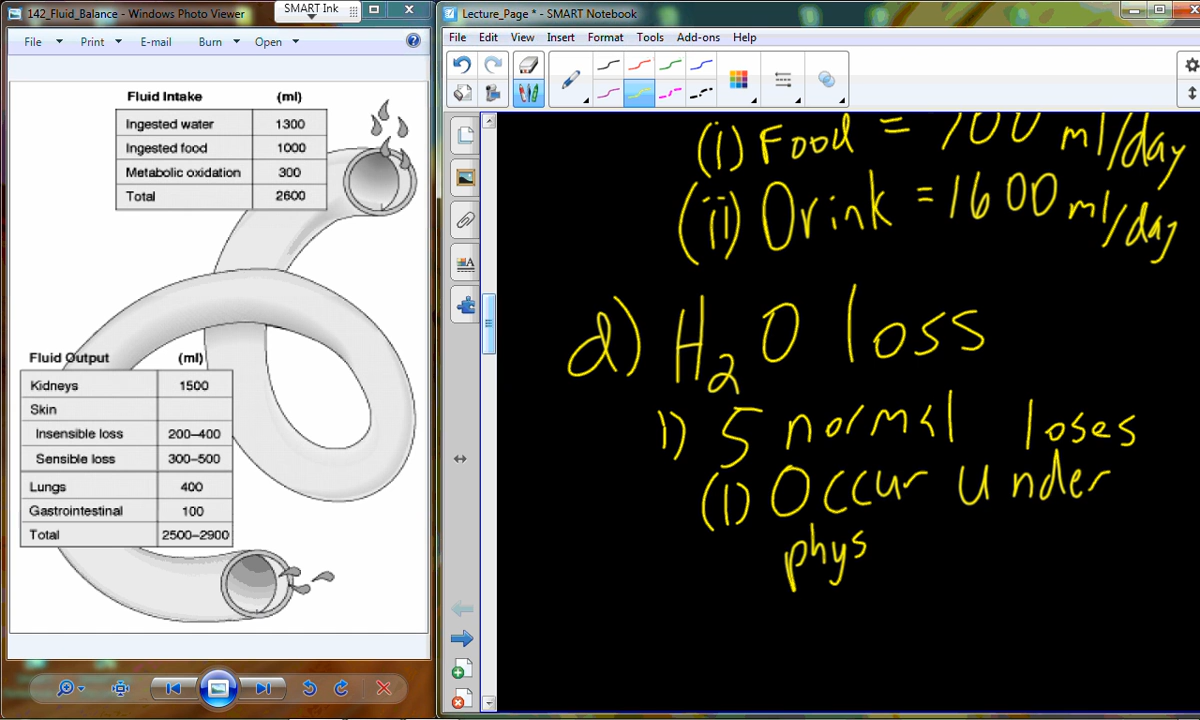 142_Fluid_Balance - Windows Photo Viewer
SMART Ink
File Print E-mail Burn Open
Fluid Intake (ml)
Ingested water 1300
Ingested food 1000
Metabolic oxidation 300
Total 2600
Fluid Output (ml)
Kidneys 1500
Skin
Insensible loss 200–400
Sensible loss 300–500
Lungs 400
Gastrointestinal 100
Total 2500–2900
Lecture_Page * - SMART Notebook
File Edit View Insert Format Tools Add-ons Help
(i) Food = 700 ml/day
(ii) Drink = 1600 ml/day
d) H2O loss
1) 5 normal loses
(i) Occur under
phys